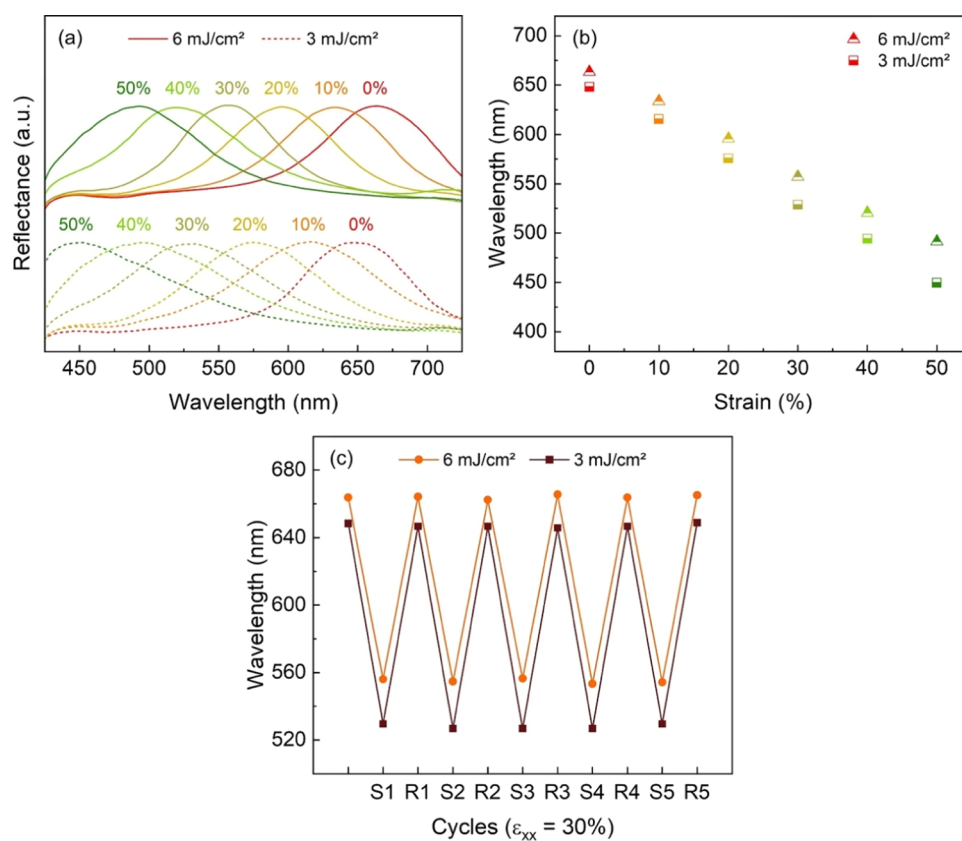 (a)
6 mJ/cm² 3 mJ/cm²
50% 40% 30% 20% 10% 0%
50% 40% 30% 20% 10% 0%
Reflectance (a.u.)
450 500 550 600 650 700
Wavelength (nm)
(b)
6 mJ/cm²
3 mJ/cm²
700
650
600
550
500
450
400
Wavelength (nm)
0 10 20 30 40 50
Strain (%)
(c)
6 mJ/cm² 3 mJ/cm²
680
640
600
560
520
Wavelength (nm)
S1 R1 S2 R2 S3 R3 S4 R4 S5 R5
Cycles (εxx = 30%)